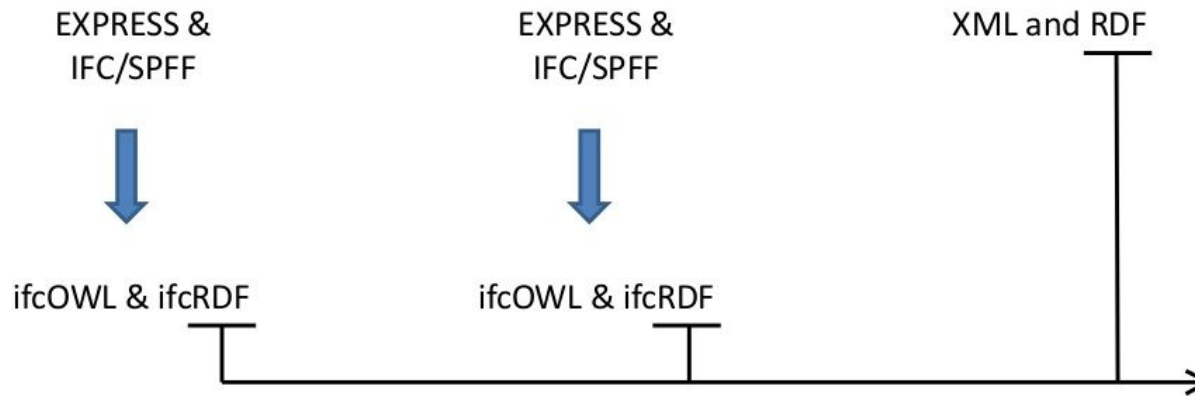 EXPRESS &
IFC/SPFF
EXPRESS &
IFC/SPFF
XML and RDF
ifcOWL & ifcRDF
ifcOWL & ifcRDF